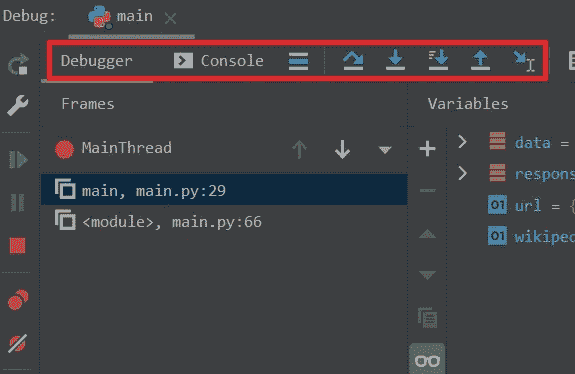 Debug: main
Debugger Console
Frames Variables
MainThread
main, main.py:29
<module>, main.py:66
data =
respons
url = {
wikiped